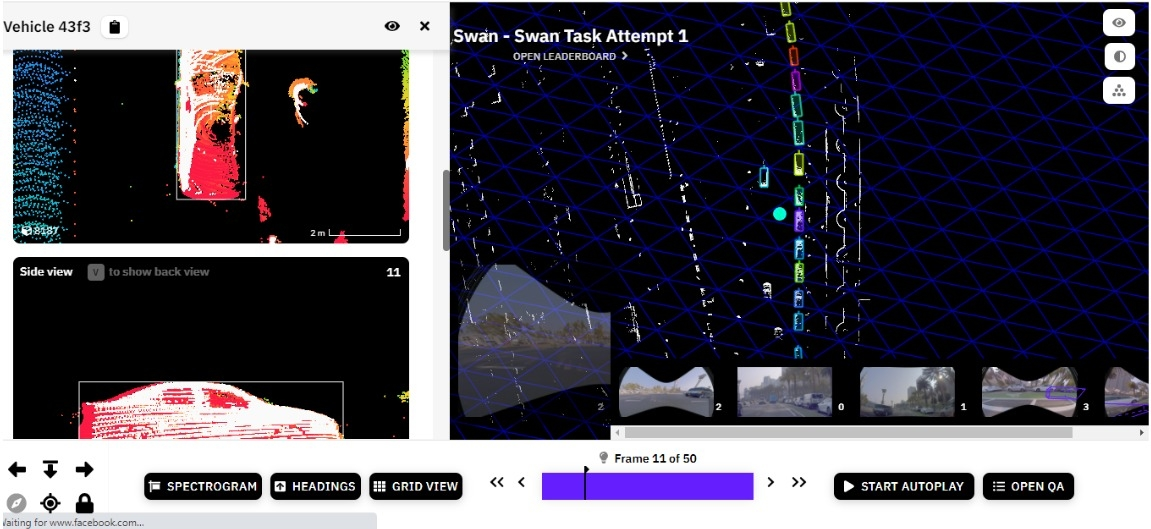 Vehicle 43f3
8187
2 m
Side view V to show back view 11
Swan - Swan Task Attempt 1
OPEN LEADERBOARD
2
2
0
1
3
Frame 11 of 50
SPECTROGRAM
HEADINGS
GRID VIEW
START AUTOPLAY
OPEN QA
Waiting for www.facebook.com...